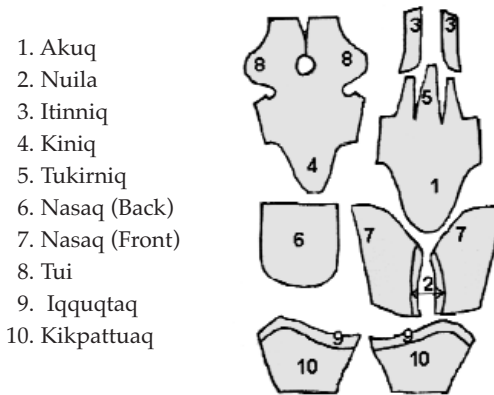 1. Akuq
2. Nuila
3. Itinniq
4. Kiniq
5. Tukirniq
6. Nasaq (Back)
7. Nasaq (Front)
8. Tui
9. Iqquqtaq
10. Kikpattuaq
3 3
8 8
5
4
1
6
7 7
2
9 9
10 10